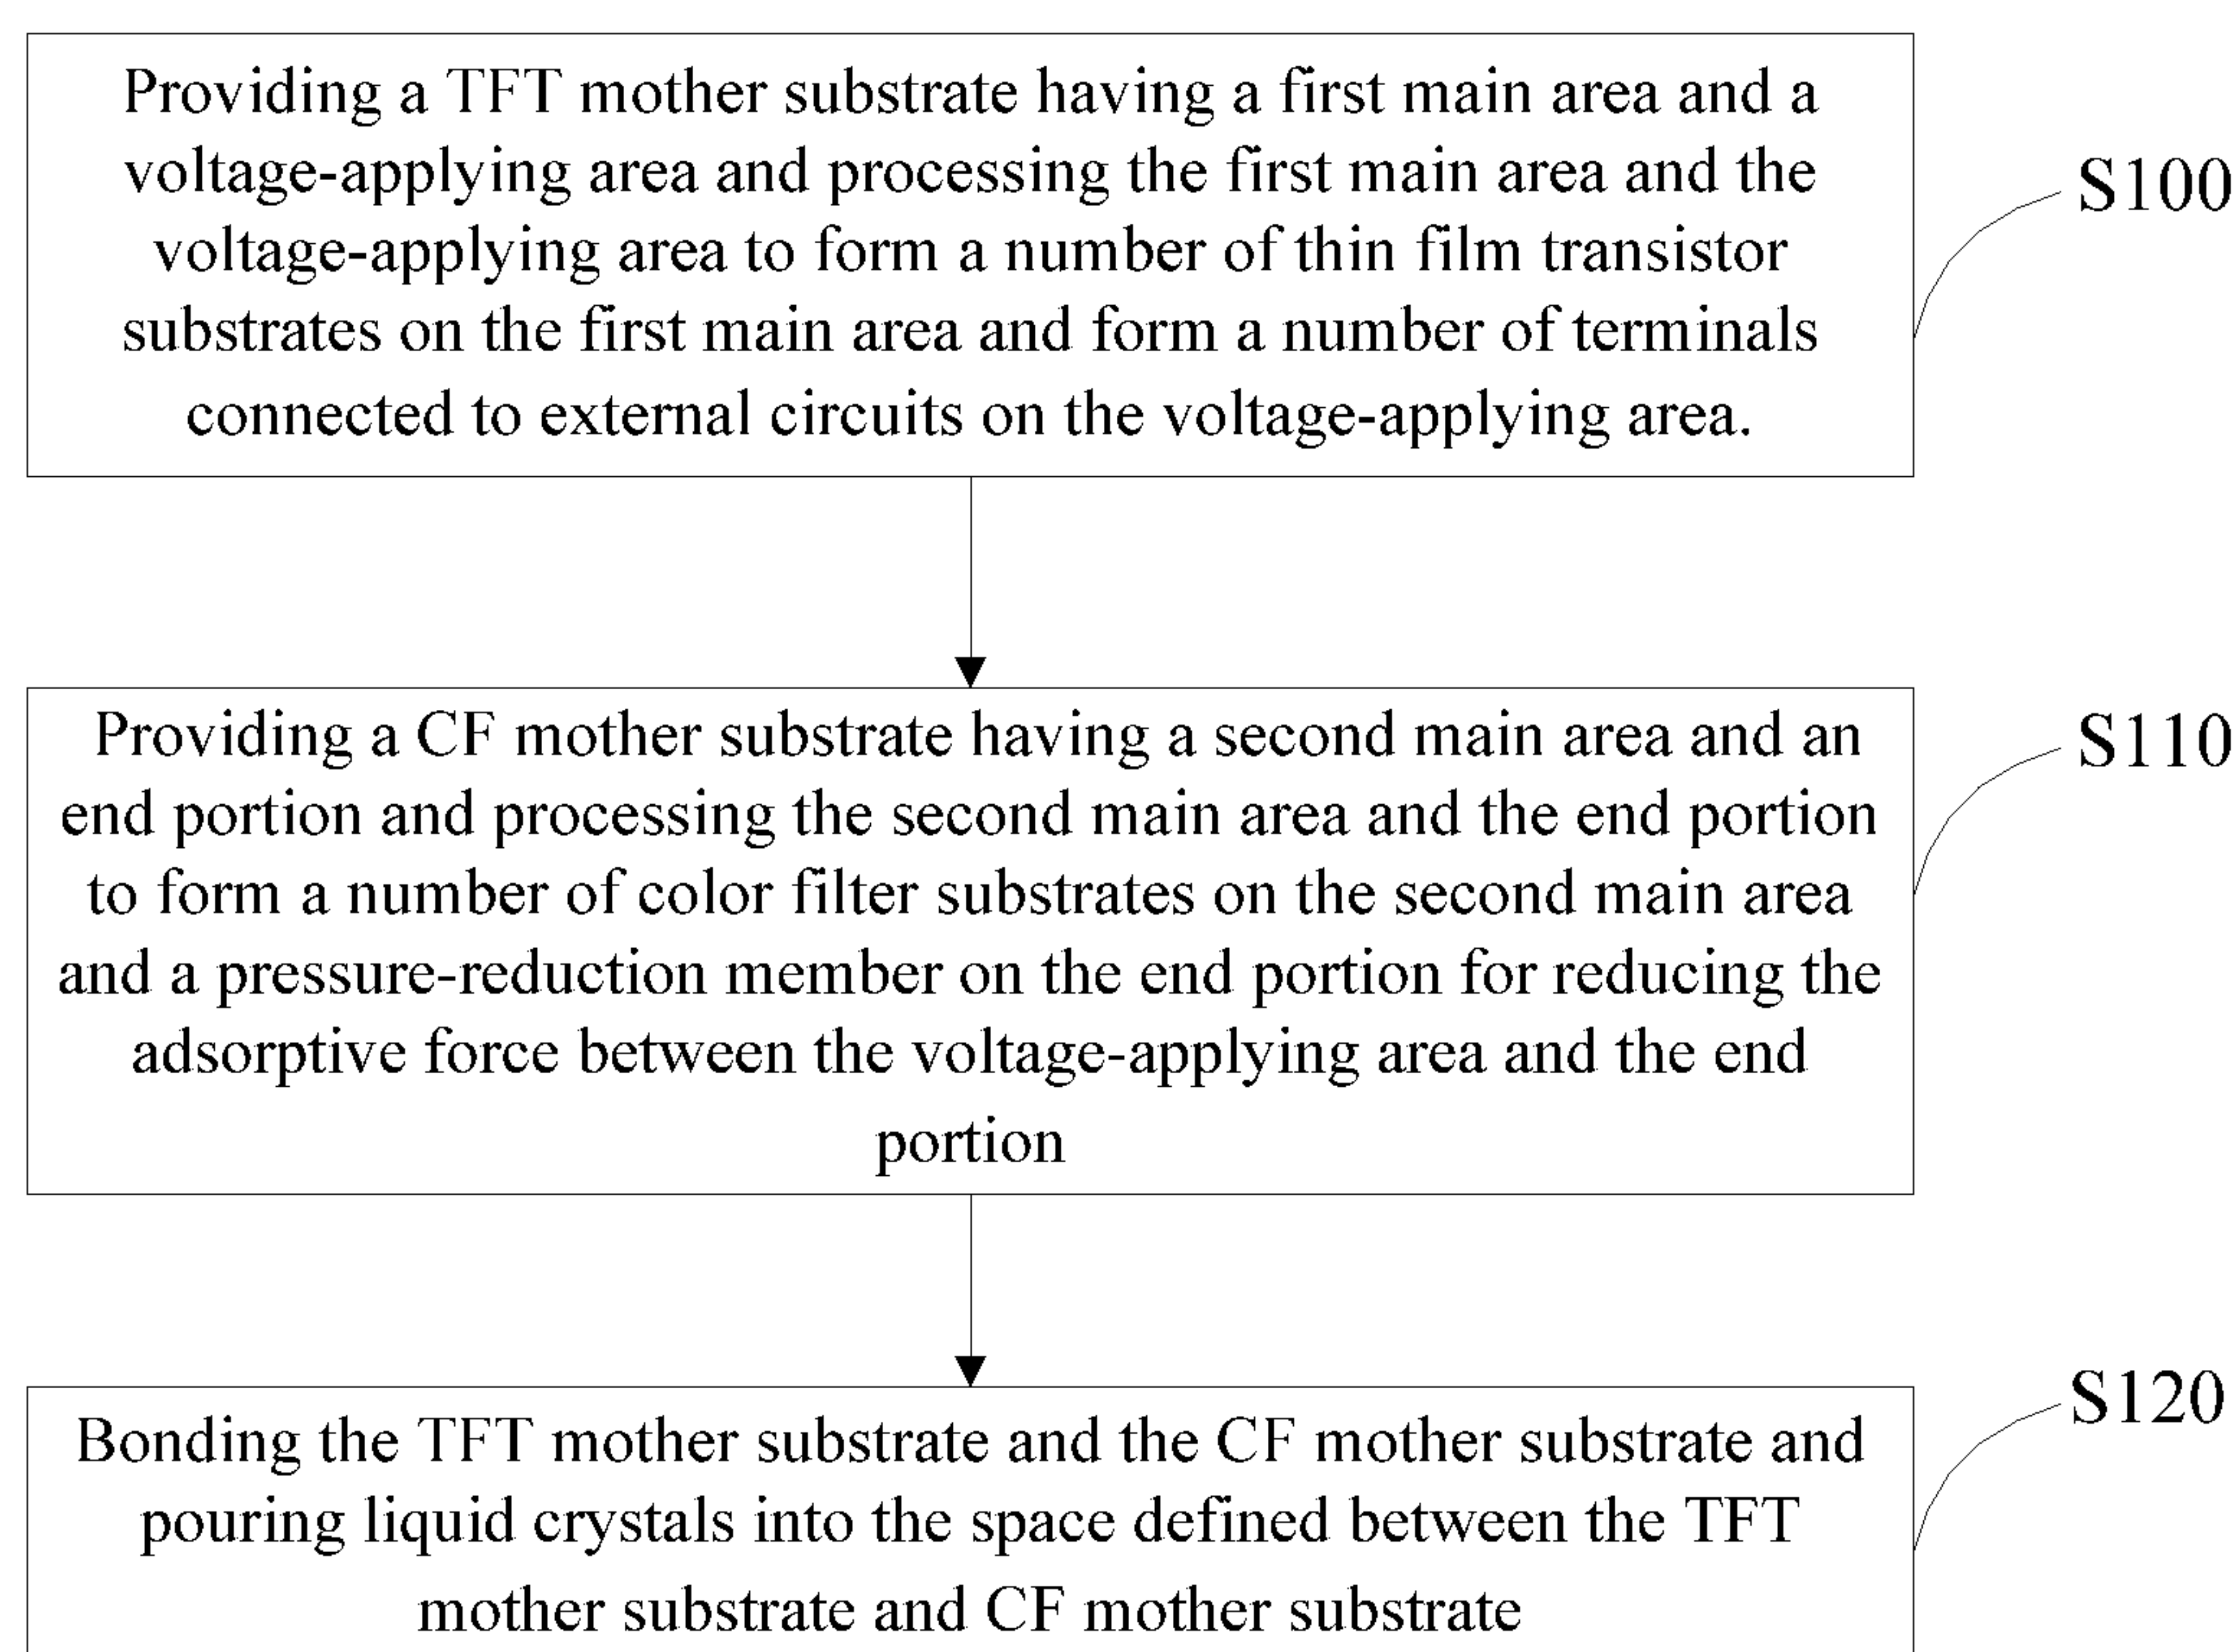 Providing a TFT mother substrate having a first main area and a
voltage-applying area and processing the first main area and the
voltage-applying area to form a number of thin film transistor
substrates on the first main area and form a number of terminals
connected to external circuits on the voltage-applying area.
S100
Providing a CF mother substrate having a second main area and an
end portion and processing the second main area and the end portion
to form a number of color filter substrates on the second main area
and a pressure-reduction member on the end portion for reducing the
adsorptive force between the voltage-applying area and the end
portion
S110
Bonding the TFT mother substrate and the CF mother substrate and
pouring liquid crystals into the space defined between the TFT
mother substrate and CF mother substrate
S120